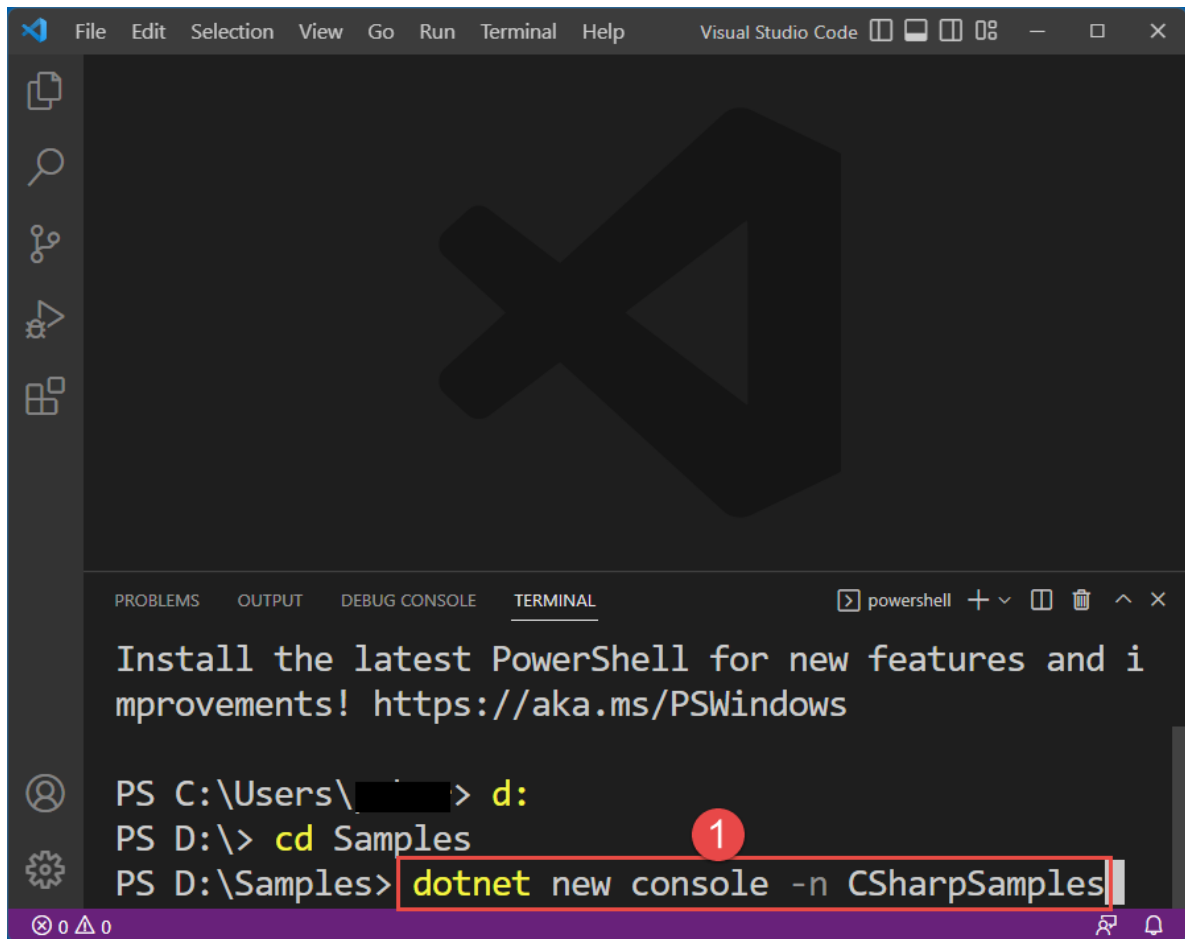 File Edit Selection View Go Run Terminal Help Visual Studio Code
PROBLEMS OUTPUT DEBUG CONSOLE TERMINAL powershell
Install the latest PowerShell for new features and i
mprovements! https://aka.ms/PSWindows
PS C:\Users\ > d:
PS D:\> cd Samples
1
PS D:\Samples> dotnet new console -n CSharpSamples
0 0